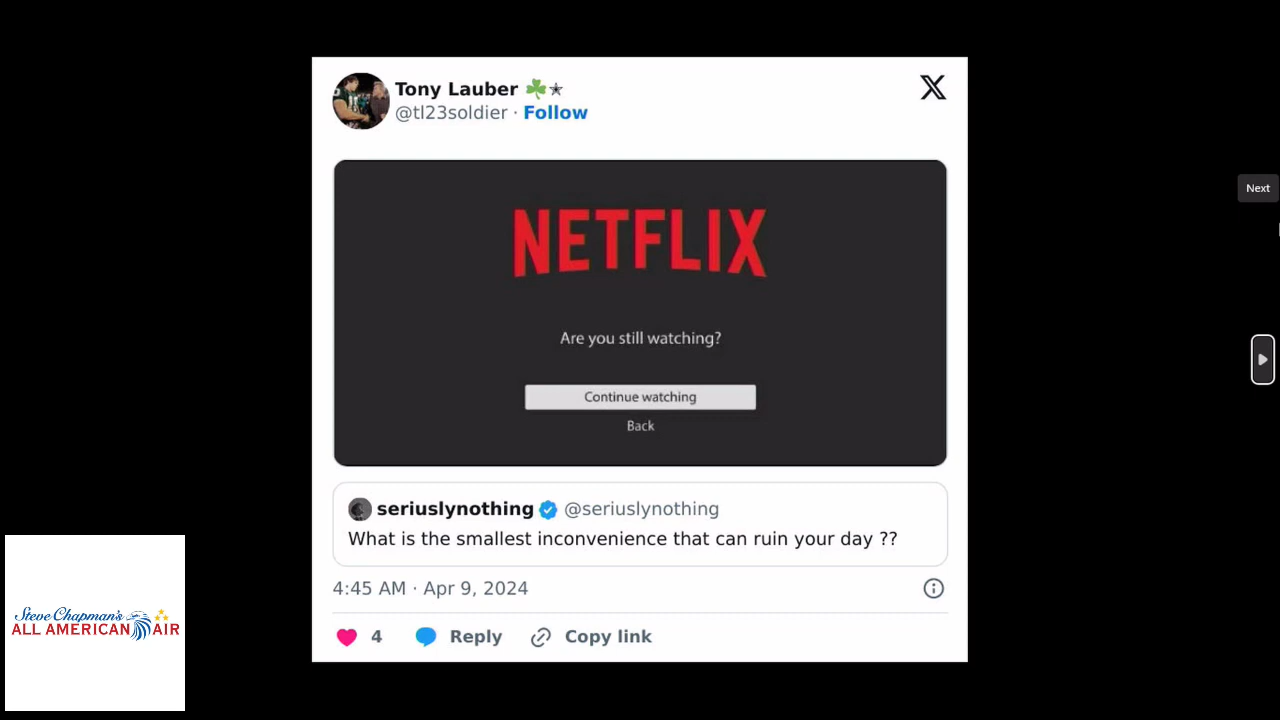 Tony Lauber ☘️✭
@tl23soldier · Follow
NETFLIX
Are you still watching?
Continue watching
Back
seriuslynothing @seriuslynothing
What is the smallest inconvenience that can ruin your day ??
4:45 AM · Apr 9, 2024
4 Reply Copy link
Next
Steve Chapman's
ALL AMERICAN AIR